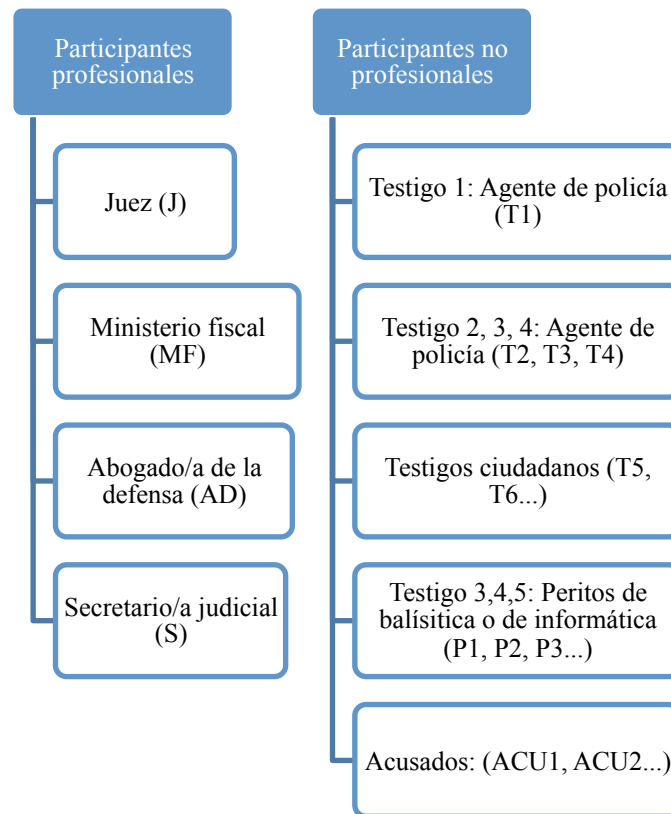 Participantes
profesionales
Juez (J)
Ministerio fiscal
(MF)
Abogado/a de la
defensa (AD)
Secretario/a judicial
(S)
Participantes no
profesionales
Testigo 1: Agente de policía
(T1)
Testigo 2, 3, 4: Agente de
policía (T2, T3, T4)
Testigos ciudadanos (T5,
T6...)
Testigo 3,4,5: Peritos de
balísitica o de informática
(P1, P2, P3...)
Acusados: (ACU1, ACU2...)